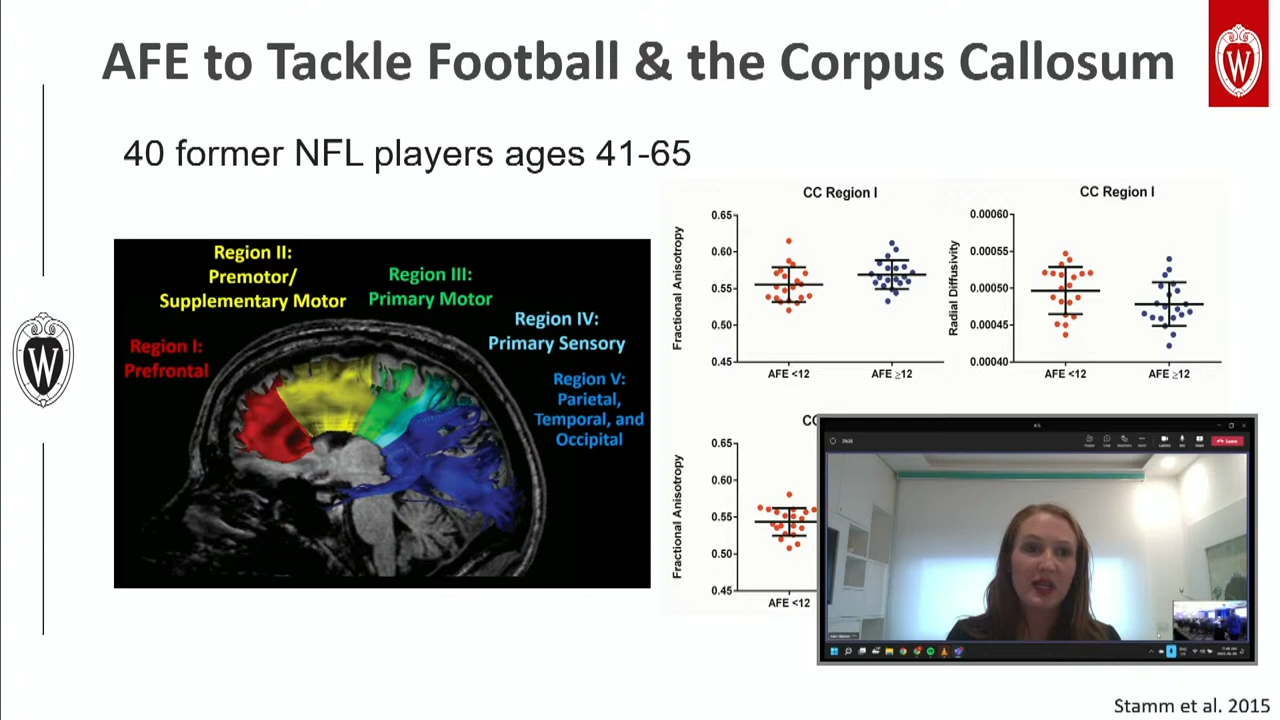 AFE to Tackle Football & the Corpus Callosum
W
40 former NFL players ages 41-65
Region II:
Premotor/
Supplementary Motor
Region III:
Primary Motor
Region IV:
Primary Sensory
Region I:
Prefrontal
Region V:
Parietal,
Temporal, and
Occipital
W
CC Region I
Fractional Anisotropy
0.65
0.60
0.55
0.50
0.45
AFE <12
AFE ≥12
CC Region I
Radial Diffusivity
0.00060
0.00055
0.00050
0.00045
0.00040
AFE <12
AFE ≥12
CC
Fractional Anisotropy
0.65
0.60
0.55
0.50
0.45
AFE <12
Leave
Stamm et al. 2015